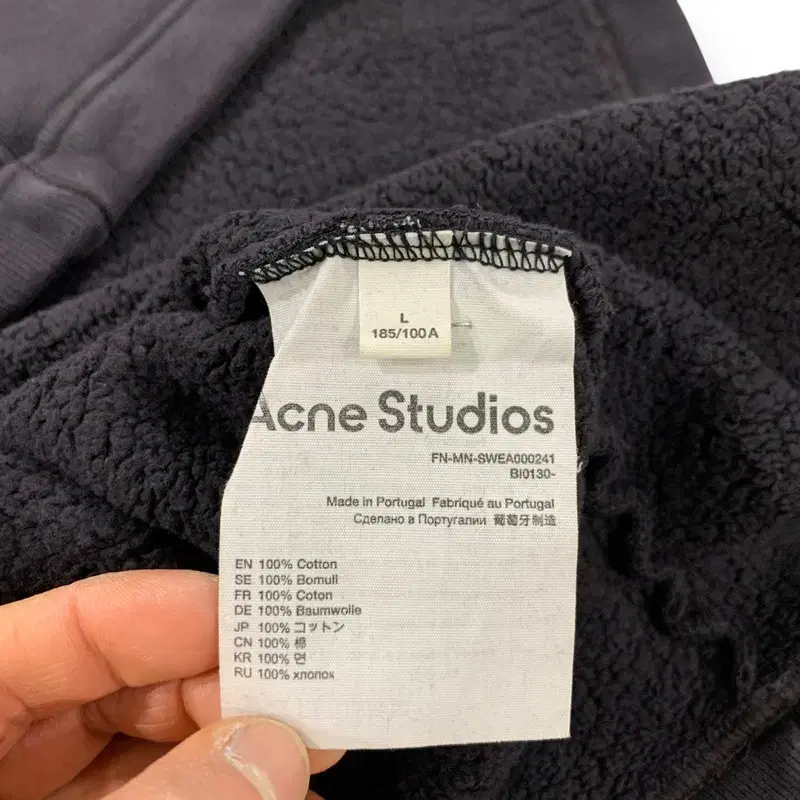 L
185/100A
Acne Studios
FN-MN-SWEA000241
BI0130-
Made in Portugal Fabriqué au Portugal
Сделано в Португалии 葡萄牙制造
EN 100% Cotton
SE 100% Bomull
FR 100% Coton
DE 100% Baumwolle
JP 100% コットン
CN 100% 棉
KR 100% 면
RU 100% хлопок